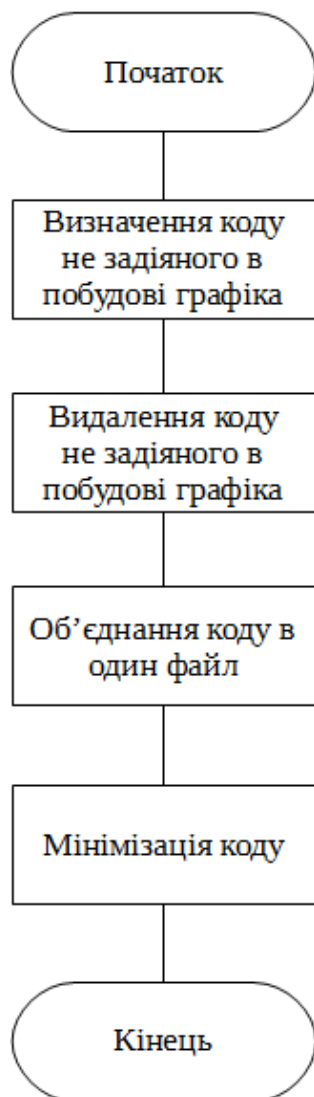 Початок
Визначення коду
не задіяного в
побудові графіка
Видалення коду
не задіяного в
побудові графіка
Об’єднання коду в
один файл
Мінімізація коду
Кінець